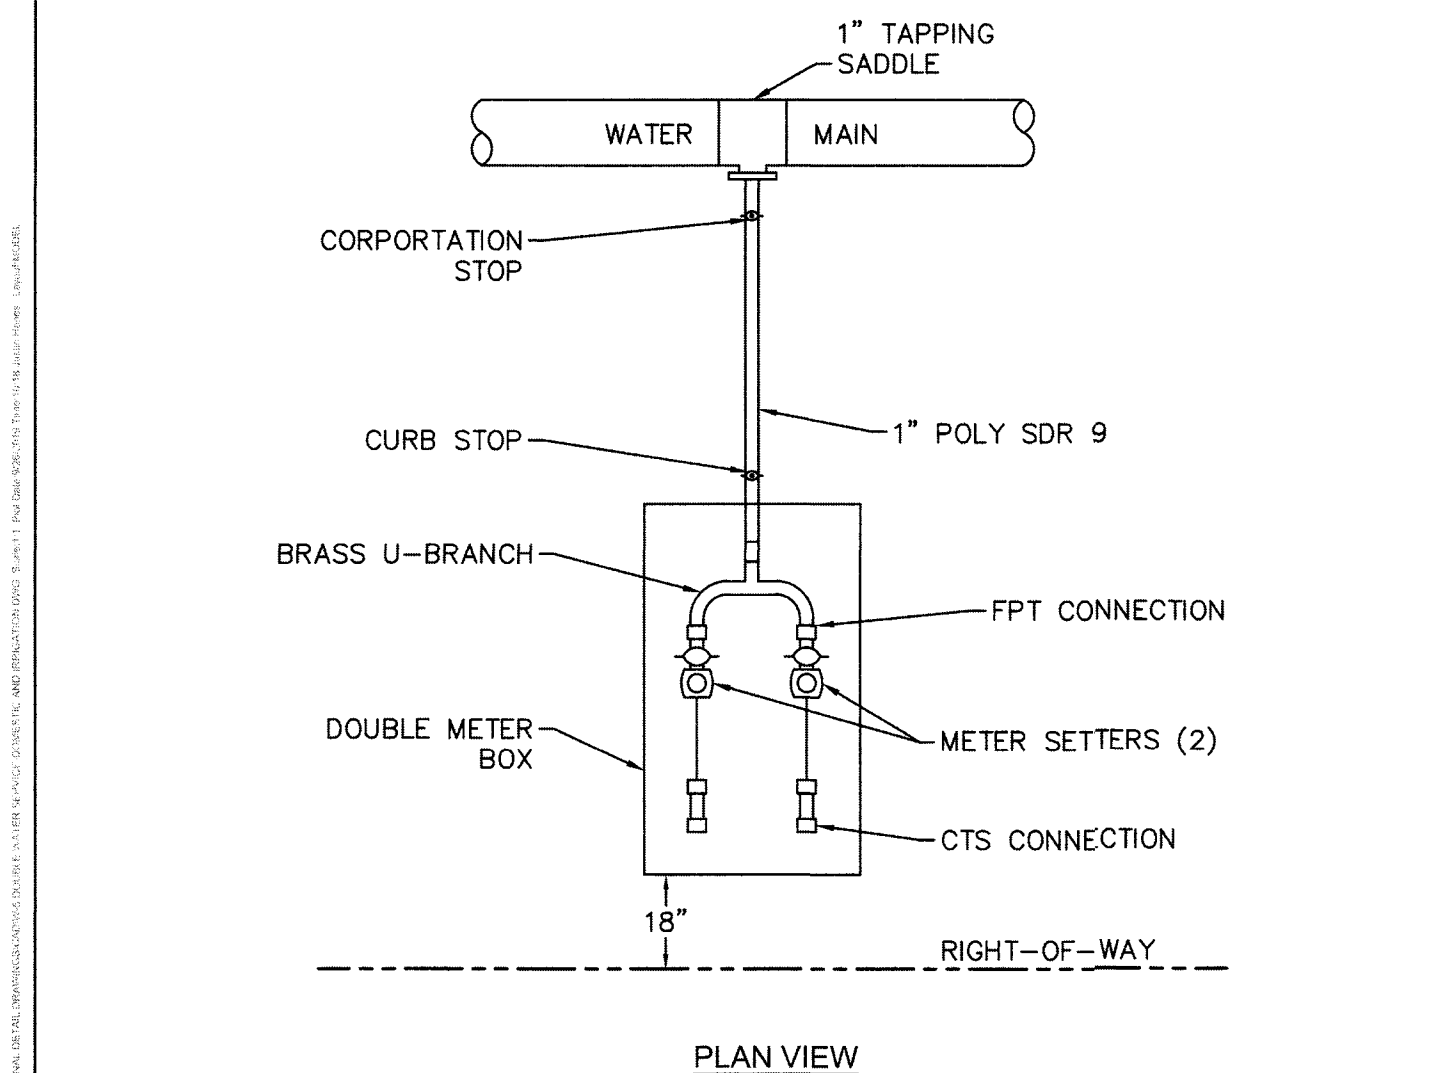 1” TAPPING
SADDLE
WATER MAIN
CORPORTATION
STOP
1” POLY SDR 9
CURB STOP
BRASS U-BRANCH
FPT CONNECTION
DOUBLE METER
BOX
METER SETTERS (2)
CTS CONNECTION
18”
RIGHT-OF-WAY
PLAN VIEW